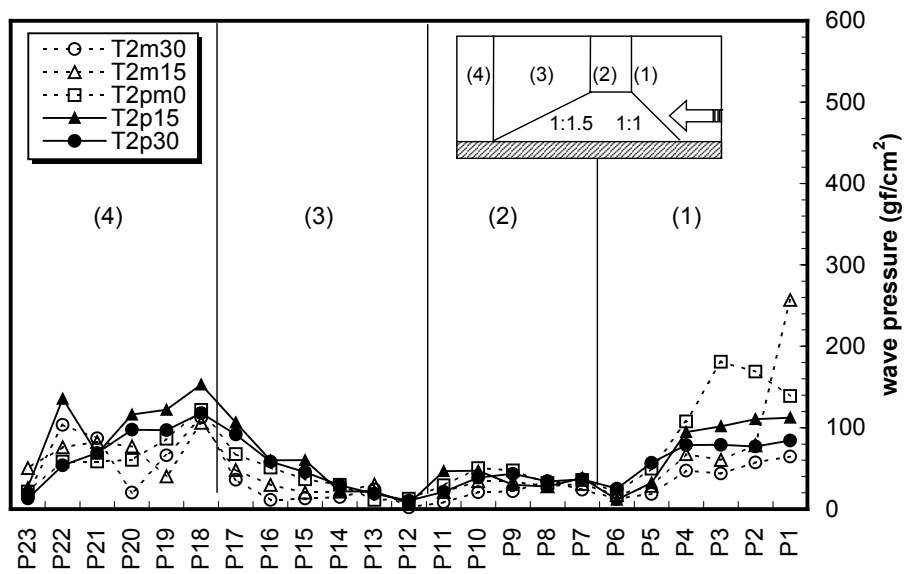 T2m30
T2m15
T2pm0
T2p15
T2p30
(4) (3) (2) (1)
1:1.5 1:1
(4) (3) (2) (1)
600
500
400
300
200
100
0
wave pressure (gf/cm²)
P23 P22 P21 P20 P19 P18 P17 P16 P15 P14 P13 P12 P11 P10 P9 P8 P7 P6 P5 P4 P3 P2 P1